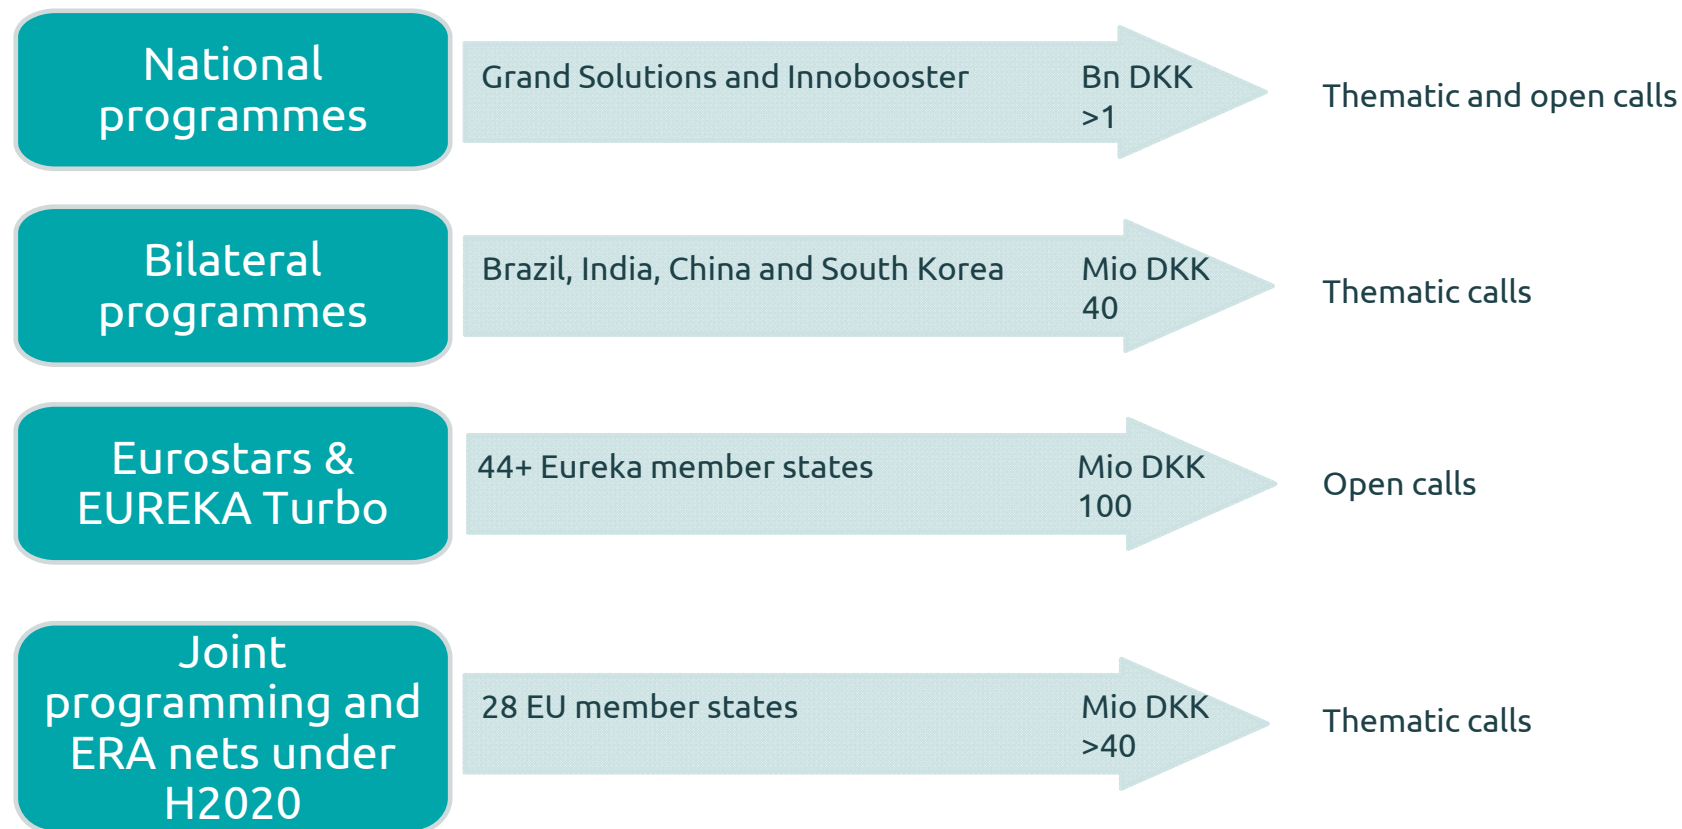 National
programmes
Grand Solutions and Innobooster
Bn DKK
>1
Thematic and open calls
Bilateral
programmes
Brazil, India, China and South Korea
Mio DKK
40
Thematic calls
Eurostars &
EUREKA Turbo
44+ Eureka member states
Mio DKK
100
Open calls
Joint
programming and
ERA nets under
H2020
28 EU member states
Mio DKK
>40
Thematic calls